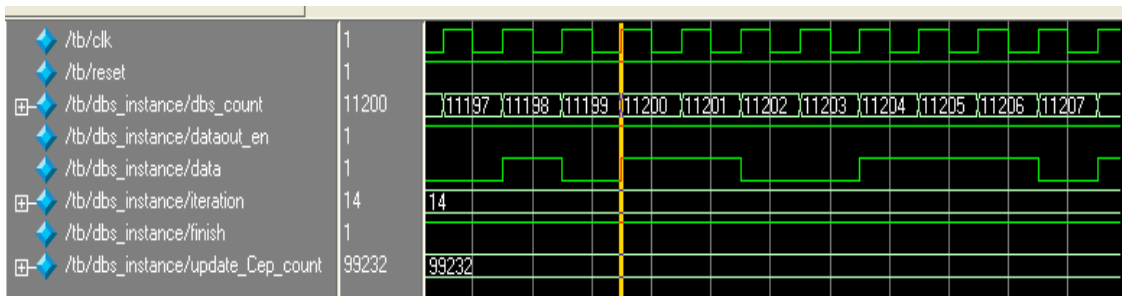 /tb/clk 1
/tb/reset 1
/tb/dbs_instance/dbs_count 11200 11197 11198 11199 11200 11201 11202 11203 11204 11205 11206 11207
/tb/dbs_instance/dataout_en 1
/tb/dbs_instance/data 1
/tb/dbs_instance/iteration 14 14
/tb/dbs_instance/finish 1
/tb/dbs_instance/update_Cep_count 99232 99232